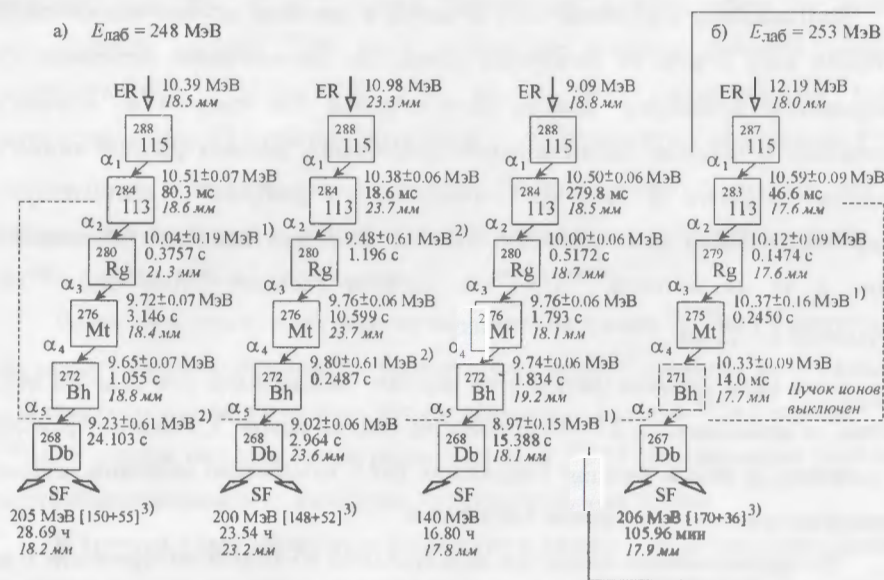 а) Eлаб = 248 МэВ
б) Eлаб = 253 МэВ
ER 10.39 МэВ
18.5 мм
288
115
α1
10.51±0.07 МэВ
80.3 мс
18.6 мм
284
113
α2
10.04±0.19 МэВ 1)
0.3757 с
21.3 мм
280
Rg
α3
9.72±0.07 МэВ
3.146 с
18.4 мм
276
Mt
α4
9.65±0.07 МэВ
1.055 с
18.8 мм
272
Bh
α5
9.23±0.61 МэВ 2)
24.103 с
268
Db
SF
205 МэВ [150+55] 3)
28.69 ч
18.2 мм
ER 10.98 МэВ
23.3 мм
288
115
α1
10.38±0.06 МэВ
18.6 мс
23.7 мм
284
113
α2
9.48±0.61 МэВ 2)
1.196 с
280
Rg
α3
9.76±0.06 МэВ
10.599 с
23.7 мм
276
Mt
α4
9.80±0.61 МэВ 2)
0.2487 с
272
Bh
α5
9.02±0.06 МэВ
2.964 с
23.6 мм
268
Db
SF
200 МэВ [148+52] 3)
23.54 ч
23.2 мм
ER 9.09 МэВ
18.8 мм
288
115
α1
10.50±0.06 МэВ
279.8 мс
18.5 мм
284
113
α2
10.00±0.06 МэВ
0.5172 с
18.7 мм
280
Rg
α3
9.76±0.06 МэВ
1.793 с
18.1 мм
276
Mt
α4
9.74±0.06 МэВ
1.834 с
19.2 мм
272
Bh
α5
8.97±0.15 МэВ 1)
15.388 с
18.1 мм
268
Db
SF
140 МэВ
16.80 ч
17.8 мм
ER 12.19 МэВ
18.0 мм
287
115
α1
10.59±0.09 МэВ
46.6 мс
17.6 мм
283
113
α2
10.12±0.09 МэВ
0.1474 с
17.6 мм
279
Rg
α3
10.37±0.16 МэВ 1)
0.2450 с
275
Mt
α4
10.33±0.09 МэВ
14.0 мс
17.7 мм
Пучок ионов
выключен
271
Bh
α5
267
Db
SF
206 МэВ [170+36] 3)
105.96 мин
17.9 мм